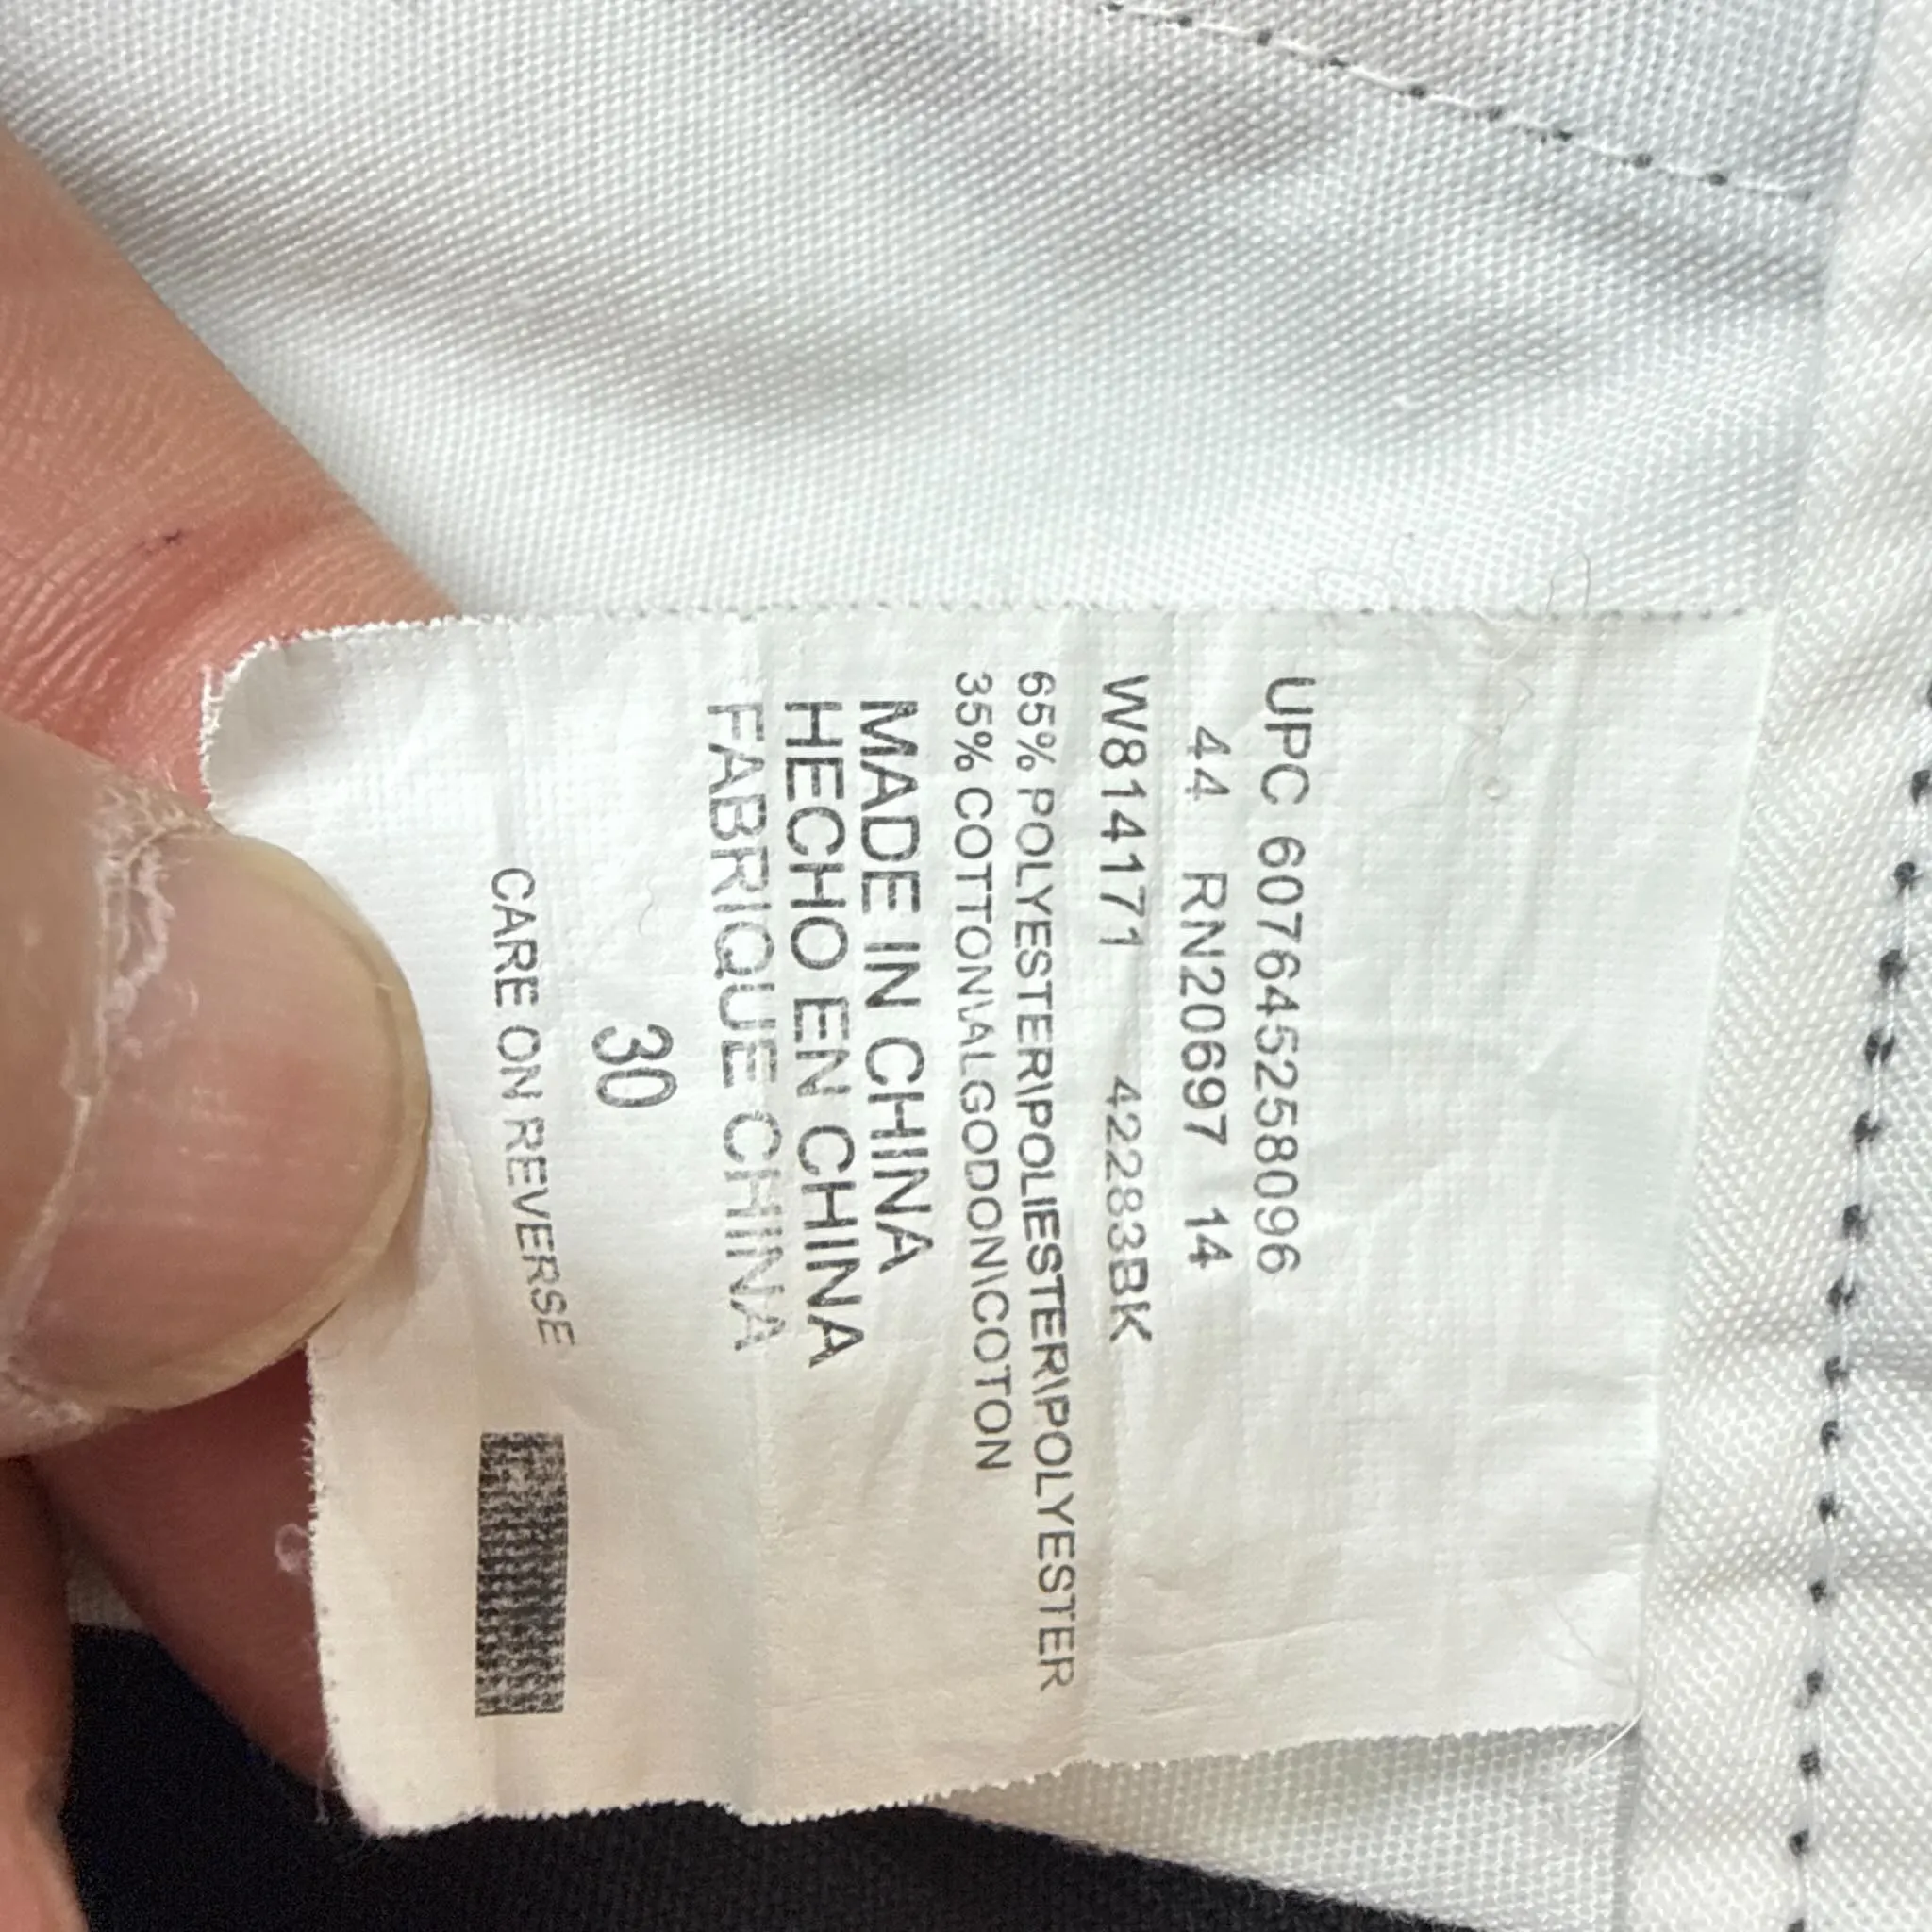 UPC 607645258096
44 RN20697 14
W814171 42283BK
65% POLYESTER\POLIESTER\POLYESTER
35% COTTON\ALGODON\COTON
MADE IN CHINA
HECHO EN CHINA
FABRIQUE CHINA
30
CARE ON REVERSE